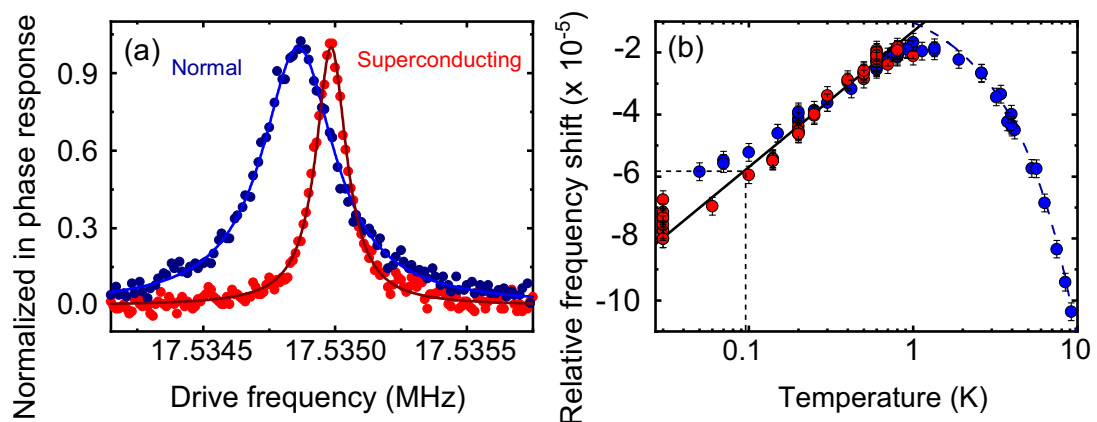 (a)
Normal
Superconducting
Normalized in phase response
0.9
0.6
0.3
0.0
17.5345
17.5350
17.5355
Drive frequency (MHz)
(b)
Relative frequency shift (x 10-5)
-2
-4
-6
-8
-10
0.1
1
10
Temperature (K)